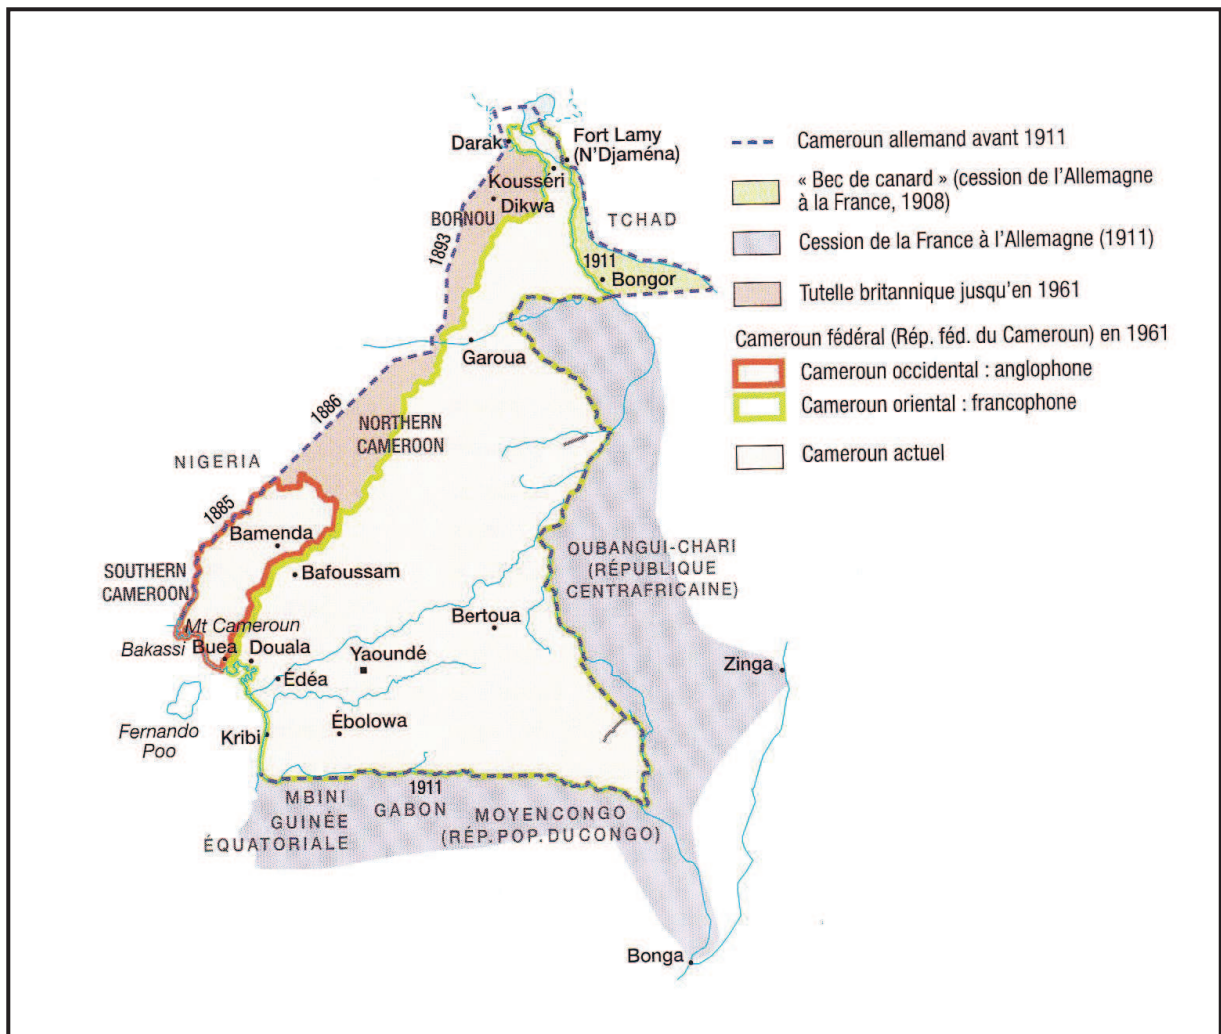 Darak
Fort Lamy
(N'Djaména)
Kousséri
Dikwa
BORNOU
TCHAD
1893
1911
Bongor
Garoua
1886
NORTHERN
CAMEROON
NIGERIA
1885
Bamenda
Bafoussam
SOUTHERN
CAMEROON
OUBANGUI-CHARI
(RÉPUBLIQUE
CENTRAFRICAINE)
Bertoua
Mt Cameroun
Bakassi
Buea
Douala
Yaoundé
Zinga
Édéa
Fernando
Poo
Kribi
Ébolowa
MBINI
GUINÉE
ÉQUATORIALE
1911
GABON
MOYENCONGO
(RÉP.POP.DUCONGO)
Bonga
Cameroun allemand avant 1911
« Bec de canard » (cession de l'Allemagne
à la France, 1908)
Cession de la France à l'Allemagne (1911)
Tutelle britannique jusqu'en 1961
Cameroun fédéral (Rép. féd. du Cameroun) en 1961
Cameroun occidental : anglophone
Cameroun oriental : francophone
Cameroun actuel